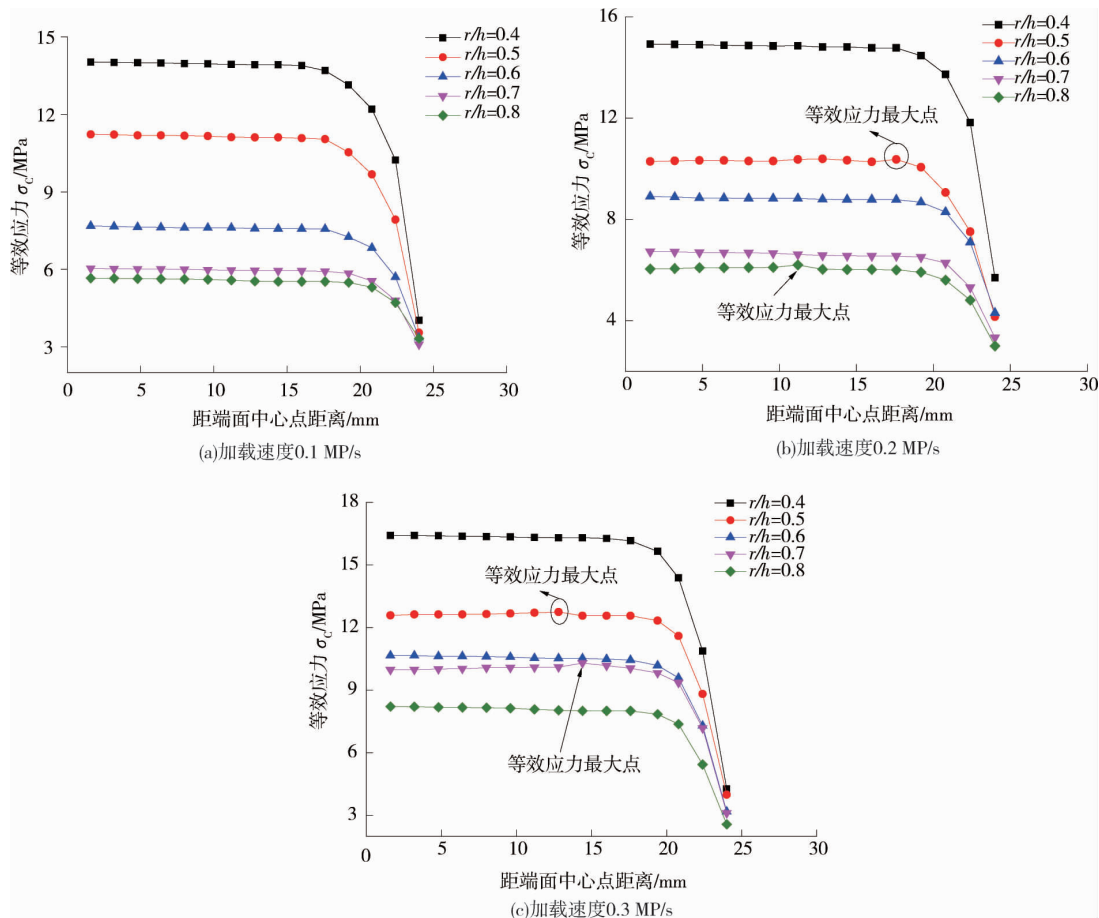 15
12
9
6
3
0
5
10
15
20
25
30
等效应力 σC/MPa
距端面中心点距离/mm
r/h=0.4
r/h=0.5
r/h=0.6
r/h=0.7
r/h=0.8
(a)加载速度0.1 MP/s
16
12
8
4
0
5
10
15
20
25
30
等效应力 σC/MPa
距端面中心点距离/mm
r/h=0.4
r/h=0.5
r/h=0.6
r/h=0.7
r/h=0.8
等效应力最大点
等效应力最大点
(b)加载速度0.2 MP/s
18
15
12
9
6
3
0
5
10
15
20
25
30
等效应力 σC/MPa
距端面中心点距离/mm
r/h=0.4
r/h=0.5
r/h=0.6
r/h=0.7
r/h=0.8
等效应力最大点
等效应力最大点
(c)加载速度0.3 MP/s